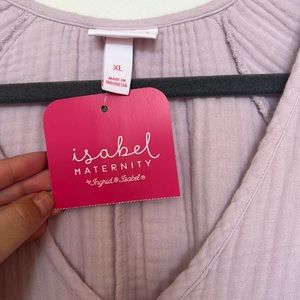 XL
MADE IN
INDONESIA
isabel
MATERNITY
by Ingrid & Isabel®